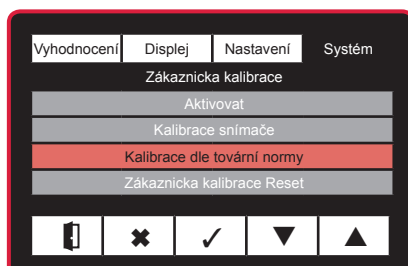 Vyhodnocení Displej Nastavení Systém
Zákaznicka kalibrace
Aktivovat
Kalibrace snímače
Kalibrace dle tovární normy
Zákaznicka kalibrace Reset